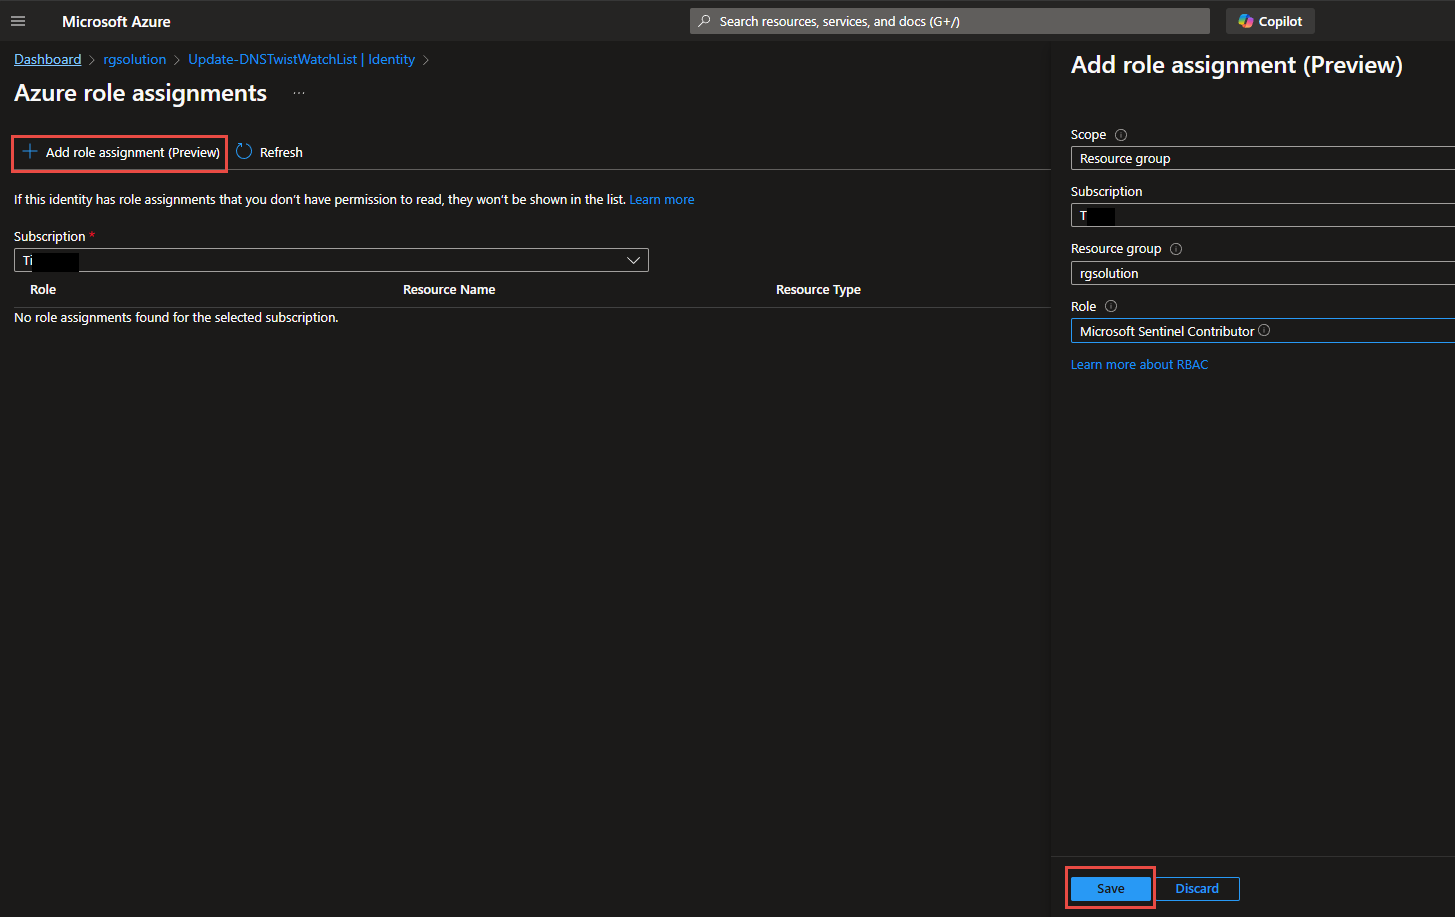 Microsoft Azure
Search resources, services, and docs (G+/)
Copilot
Dashboard > rgsolution > Update-DNSTwistWatchList | Identity >
Azure role assignments ...
Add role assignment (Preview)
Refresh
If this identity has role assignments that you don't have permission to read, they won't be shown in the list. Learn more
Subscription *
Role Resource Name Resource Type
No role assignments found for the selected subscription.
Add role assignment (Preview)
Scope
Resource group
Subscription
Resource group
rgsolution
Role
Microsoft Sentinel Contributor
Learn more about RBAC
Save
Discard